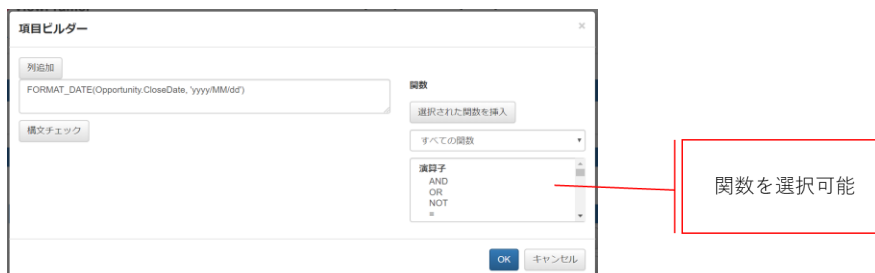 項目ビルダー
×
列追加
FORMAT_DATE(Opportunity.CloseDate, 'yyyy/MM/dd')
構文チェック
関数
選択された関数を挿入
すべての関数
演算子
AND
OR
NOT
=
OK
キャンセル
関数を選択可能